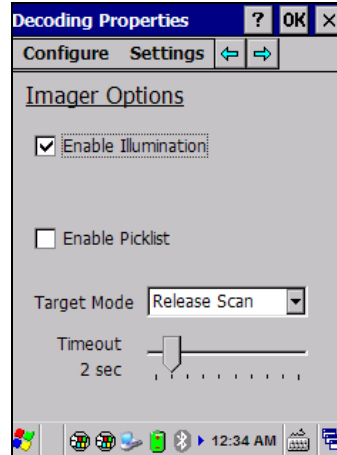 Decoding Properties ? OK ×
Configure Settings
Imager Options
Enable Illumination
Enable Picklist
Target Mode Release Scan
Timeout
2 sec
12:34 AM